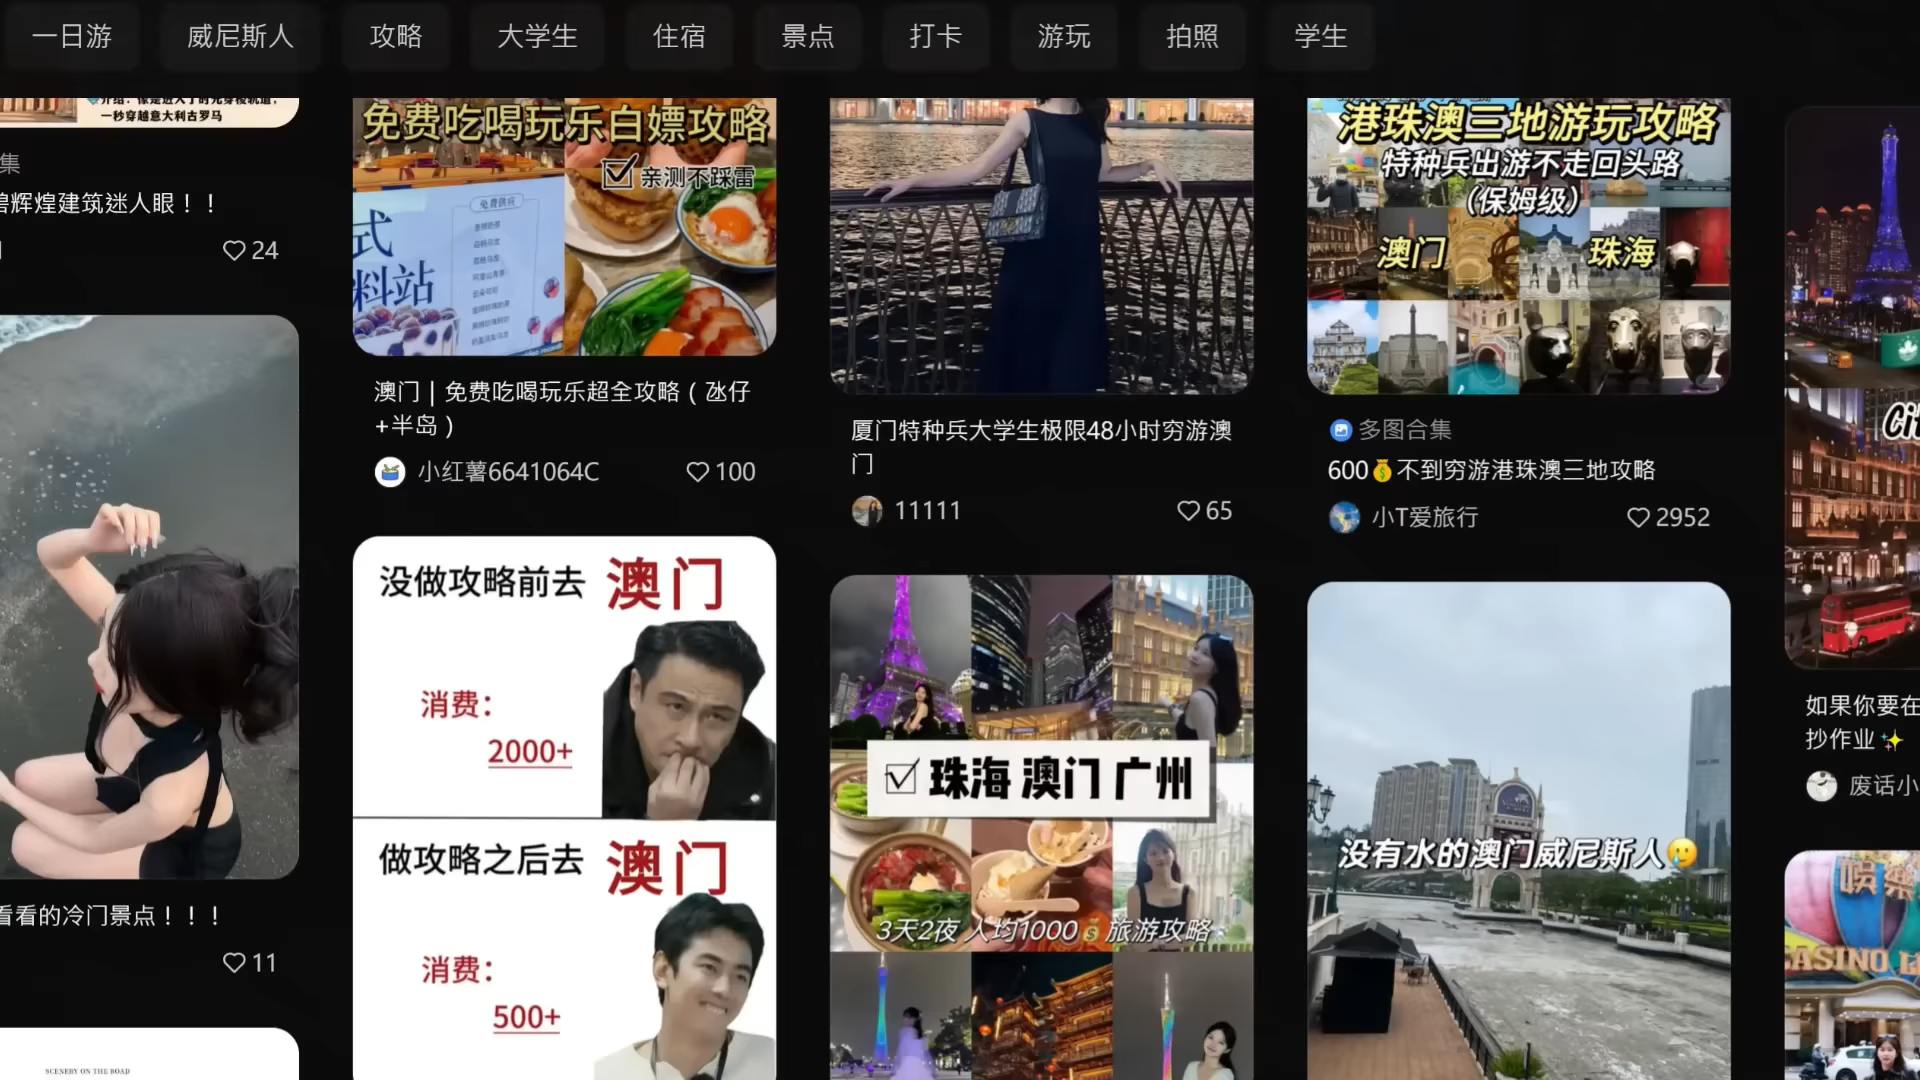 一日游
威尼斯人
攻略
大学生
住宿
景点
打卡
游玩
拍照
学生
一秒穿越意大利古罗马
集
辉煌建筑迷人眼！！
24
看看的冷门景点！！！
11
SCENERY ON THE ROAD
免费吃喝玩乐白嫖攻略
亲测不踩雷
免费供应
式
料站
澳门｜免费吃喝玩乐超全攻略（氹仔
+半岛）
小红薯6641064C
100
没做攻略前去 澳门
消费：
2000+
做攻略之后去 澳门
消费：
500+
厦门特种兵大学生极限48小时穷游澳
门
11111
65
珠海 澳门 广州
3天2夜 人均1000💰旅游攻略
港珠澳三地游玩攻略
特种兵出游不走回头路
（保姆级）
澳门
珠海
多图合集
600💰不到穷游港珠澳三地攻略
小T爱旅行
2952
没有水的澳门威尼斯人🥲
Cit
如果你要在
抄作业✨
废话小
娱樂
CASINO L